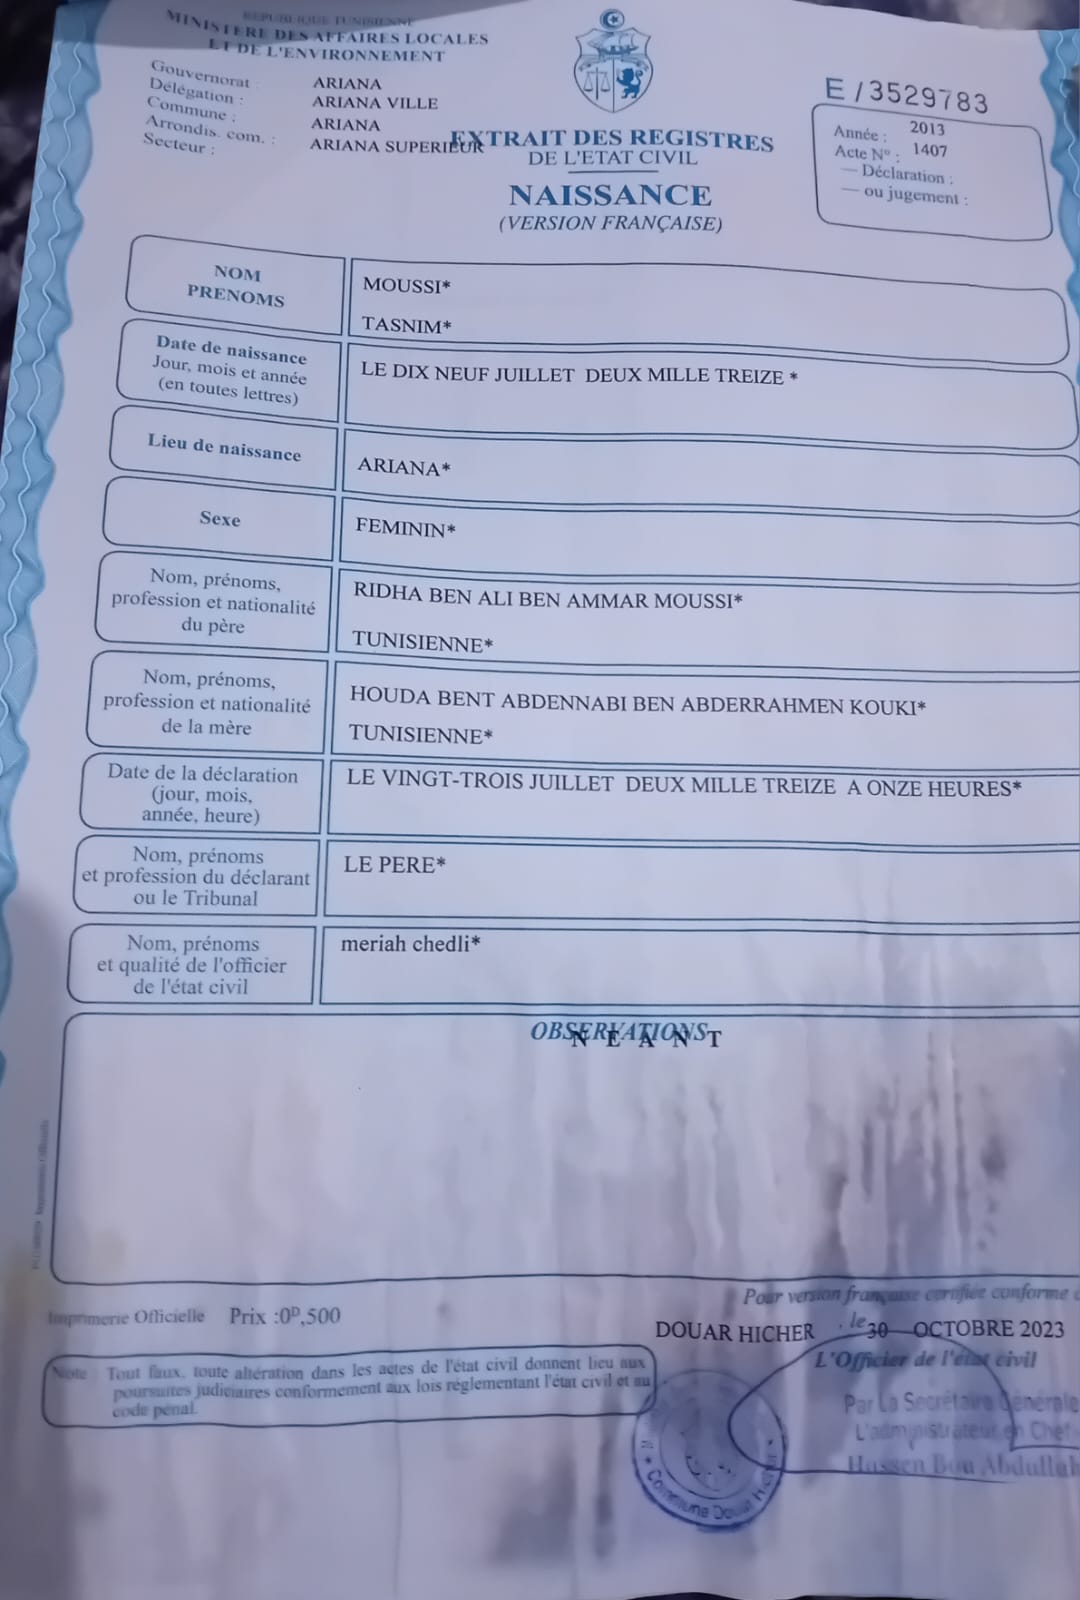 REPUBLIQUE TUNISIENNE
MINISTERE DES AFFAIRES LOCALES
ET DE L'ENVIRONNEMENT
Gouvernorat : ARIANA
Délégation : ARIANA VILLE
Commune : ARIANA
Arrondis. com. : ARIANA SUPERIEUR
Secteur :
E/3529783
Année : 2013
Acte Nº : 1407
— Déclaration :
— ou jugement :
EXTRAIT DES REGISTRES
DE L'ETAT CIVIL
NAISSANCE
(VERSION FRANÇAISE)
NOM
PRENOMS
MOUSSI*
TASNIM*
Date de naissance
Jour, mois et année
(en toutes lettres)
LE DIX NEUF JUILLET DEUX MILLE TREIZE *
Lieu de naissance
ARIANA*
Sexe
FEMININ*
Nom, prénoms,
profession et nationalité
du père
RIDHA BEN ALI BEN AMMAR MOUSSI*
TUNISIENNE*
Nom, prénoms,
profession et nationalité
de la mère
HOUDA BENT ABDENNABI BEN ABDERRAHMEN KOUKI*
TUNISIENNE*
Date de la déclaration
(jour, mois,
année, heure)
LE VINGT-TROIS JUILLET DEUX MILLE TREIZE A ONZE HEURES*
Nom, prénoms
et profession du déclarant
ou le Tribunal
LE PERE*
Nom, prénoms
et qualité de l'officier
de l'état civil
meriah chedli*
OBSERVATIONS
N E A N T
Imprimerie Officielle Prix :0ᴰ,500
Pour version française certifiée conforme
DOUAR HICHER , le 30 OCTOBRE 2023
L'Officier de l'état civil
Note : Tout faux, toute altération dans les actes de l'état civil donnent lieu aux
poursuites judiciaires conformement aux lois règlementant l'état civil et au
code pénal.
Par La Secrétaire Générale
L'administrateur en Chef
Hassen Bou Abdullah
Commune Douar Hicher